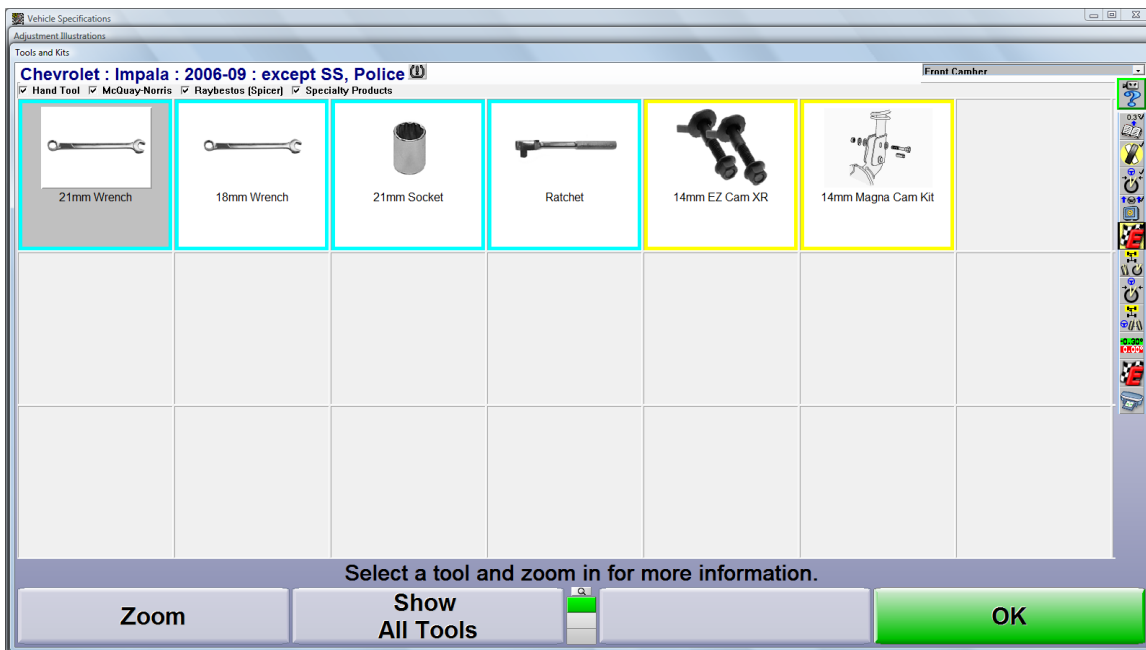 Vehicle Specifications
Adjustment Illustrations
Tools and Kits
Chevrolet : Impala : 2006-09 : except SS, Police
Front Camber
Hand Tool McQuay-Norris Raybestos (Spicer) Specialty Products
21mm Wrench
18mm Wrench
21mm Socket
Ratchet
14mm EZ Cam XR
14mm Magna Cam Kit
Select a tool and zoom in for more information.
Zoom
Show
All Tools
OK